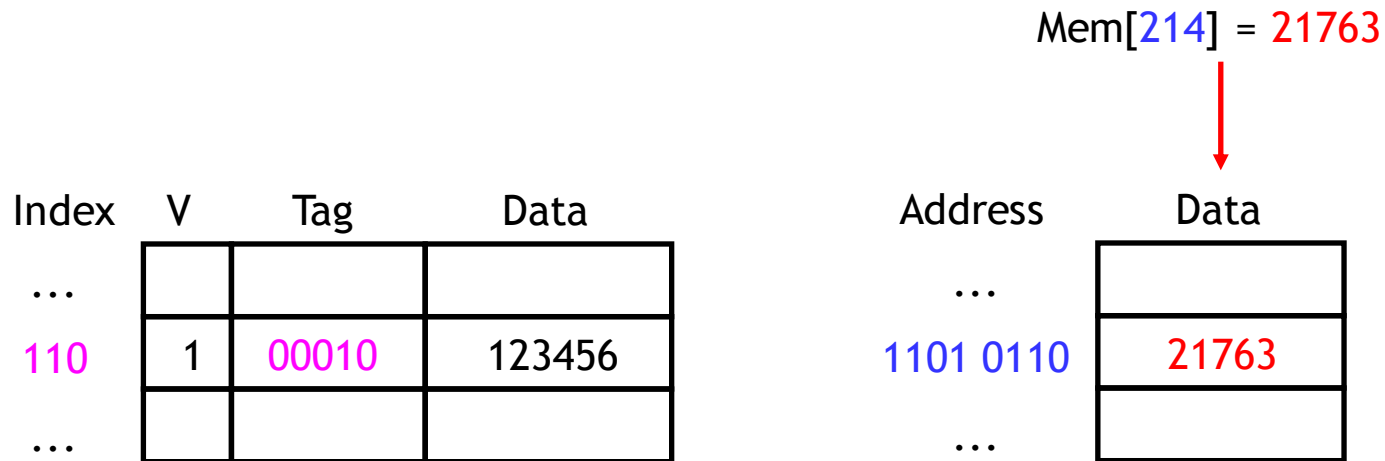 Mem[214] = 21763
Index V Tag Data Address Data
... ...
110 1 00010 123456 1101 0110 21763
... ...